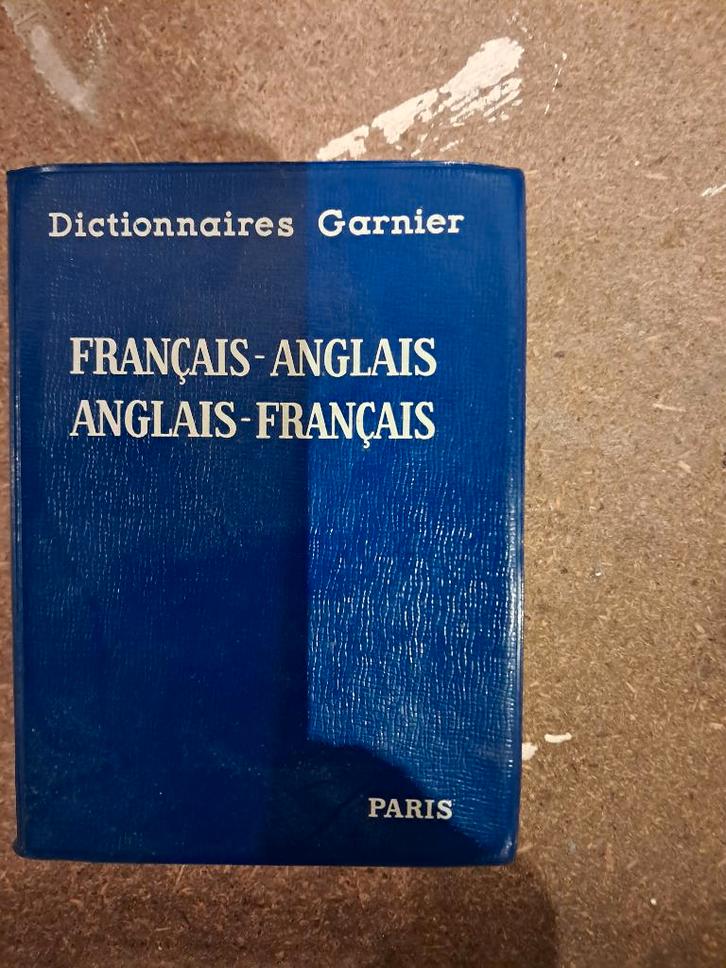 Dictionnaires Garnier
FRANÇAIS-ANGLAIS
ANGLAIS-FRANÇAIS
PARIS